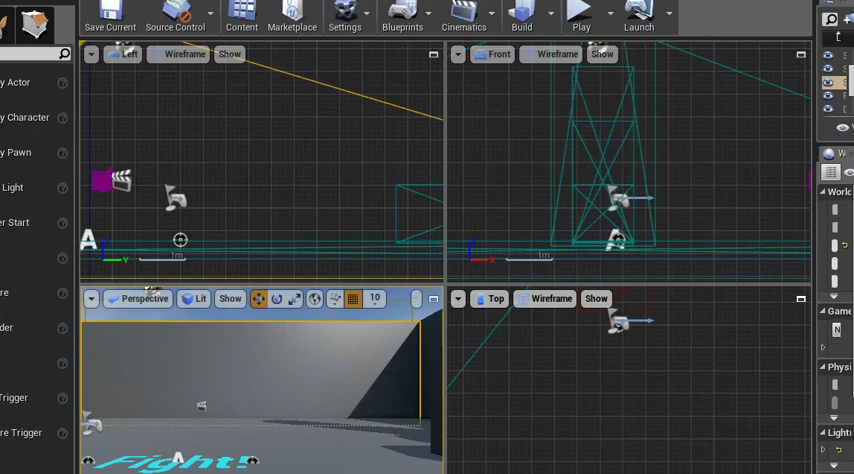 Save Current
Source Control
Content
Marketplace
Settings
Blueprints
Cinematics
Build
Play
Launch
Left
Wireframe
Show
Front
Wireframe
Show
y Actor
y Character
y Pawn
Light
er Start
re
der
Trigger
re Trigger
A
Y
1m
A
X
1m
Perspective
Lit
Show
10
Top
Wireframe
Show
A
Fight!
World
Game
N
Physi
Lighti